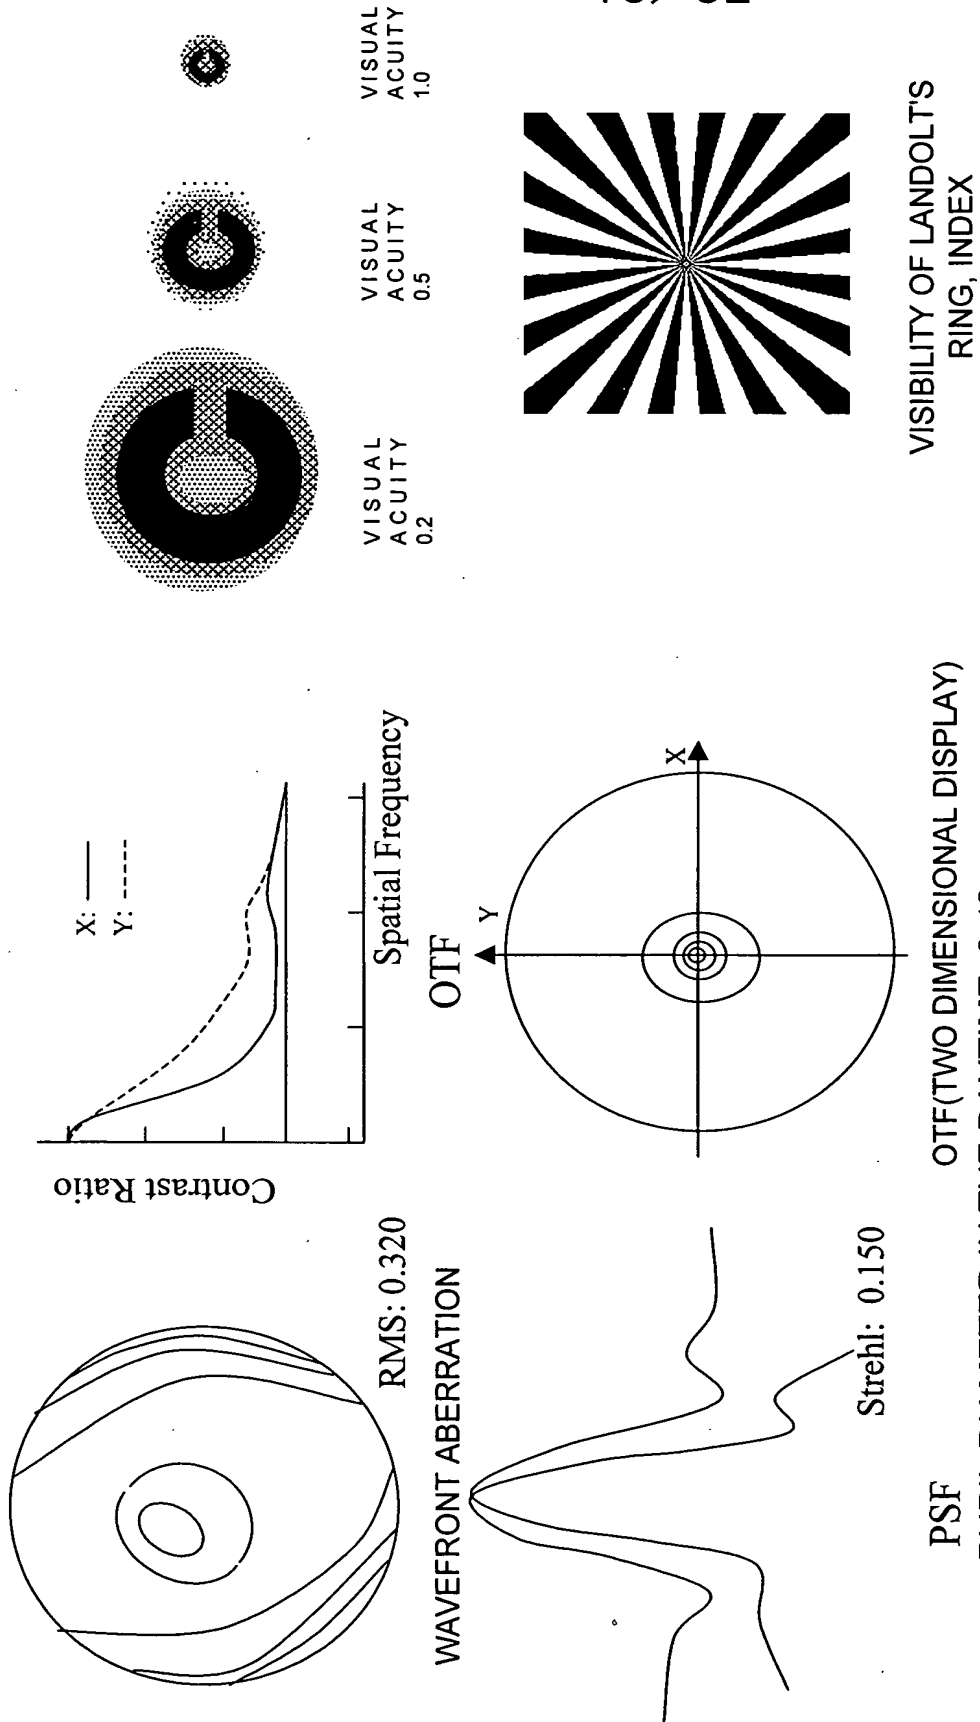 Contrast Ratio
X:
Y:
Spatial Frequency
RMS: 0.320
WAVEFRONT ABERRATION
OTF
VISUAL
ACUITY
0.2
VISUAL
ACUITY
0.5
VISUAL
ACUITY
1.0
Y
X
Strehl: 0.150
PSF
OTF(TWO DIMENSIONAL DISPLAY)
VISIBILITY OF LANDOLT'S
RING, INDEX